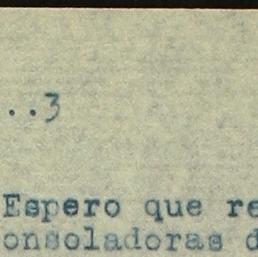 ..3
Espero que re
onsoladoras d